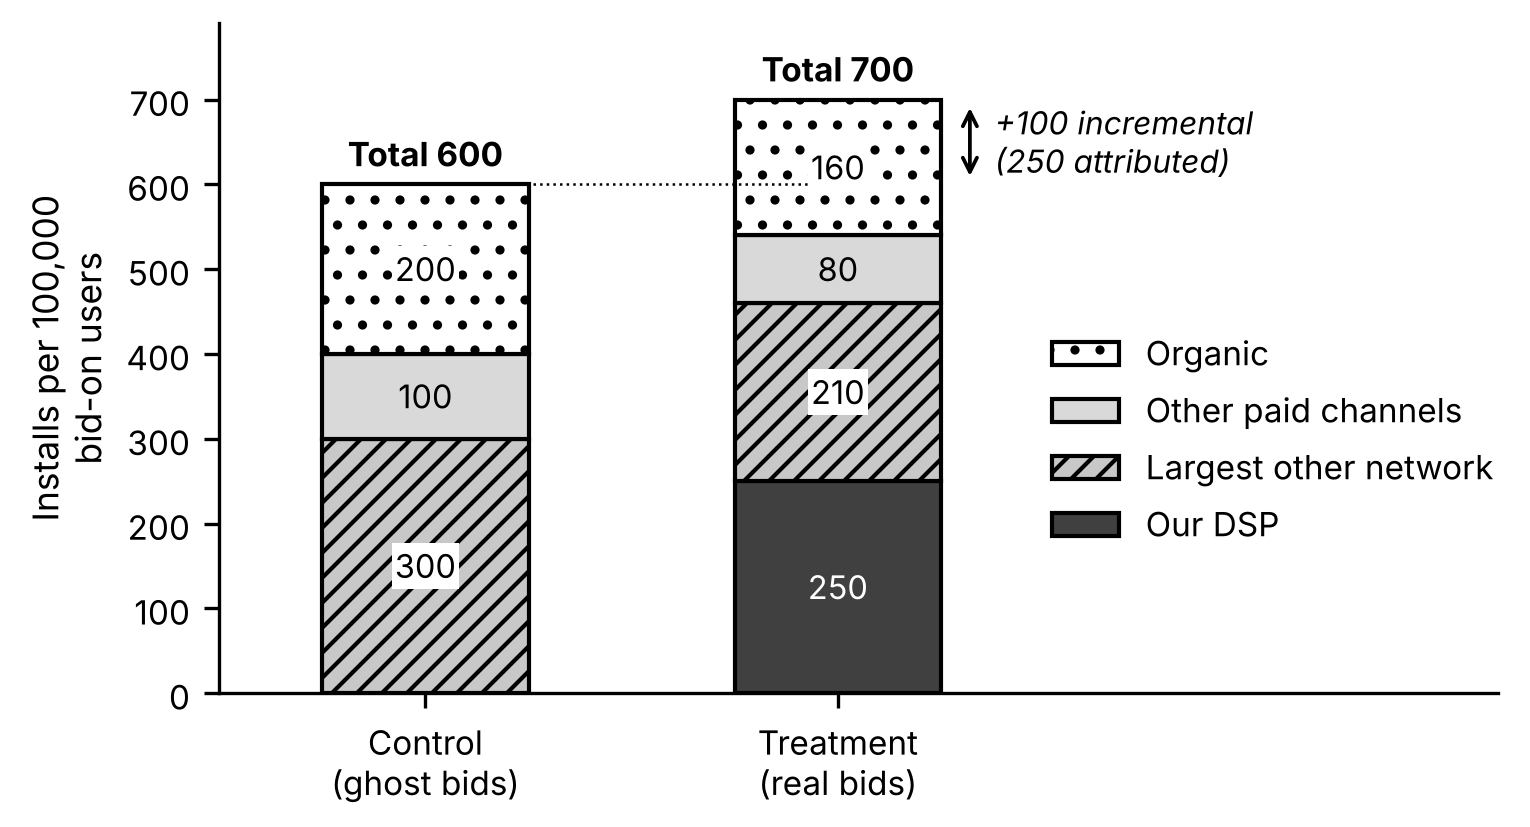 Total 700
Total 600
+100 incremental
(250 attributed)
Installs per 100,000
bid-on users
700
600
500
400
300
200
100
0
200
100
300
160
80
210
250
Organic
Other paid channels
Largest other network
Our DSP
Control
(ghost bids)
Treatment
(real bids)